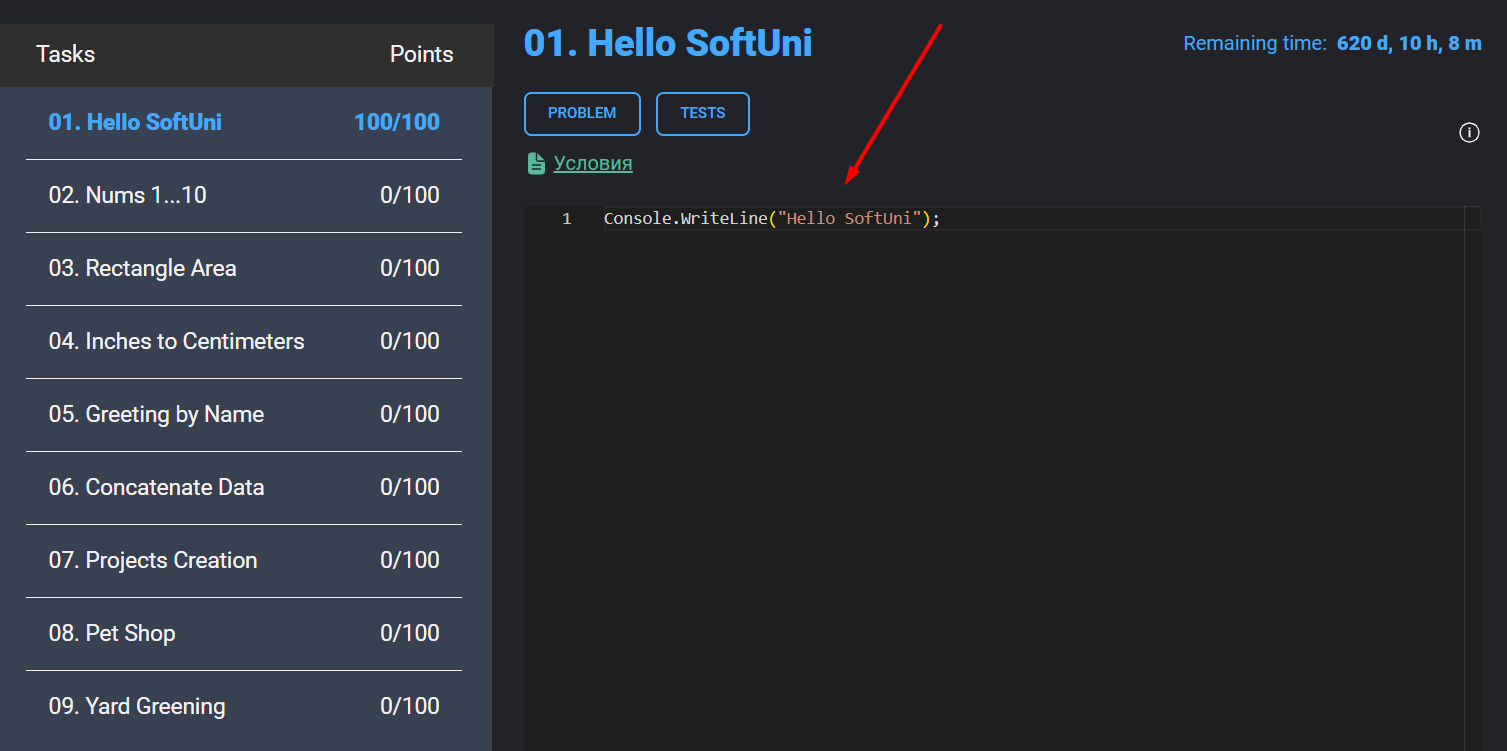 Tasks Points
01. Hello SoftUni 100/100
02. Nums 1...10 0/100
03. Rectangle Area 0/100
04. Inches to Centimeters 0/100
05. Greeting by Name 0/100
06. Concatenate Data 0/100
07. Projects Creation 0/100
08. Pet Shop 0/100
09. Yard Greening 0/100
01. Hello SoftUni
Remaining time: 620 d, 10 h, 8 m
PROBLEM TESTS
Условия
1 Console.WriteLine("Hello SoftUni");